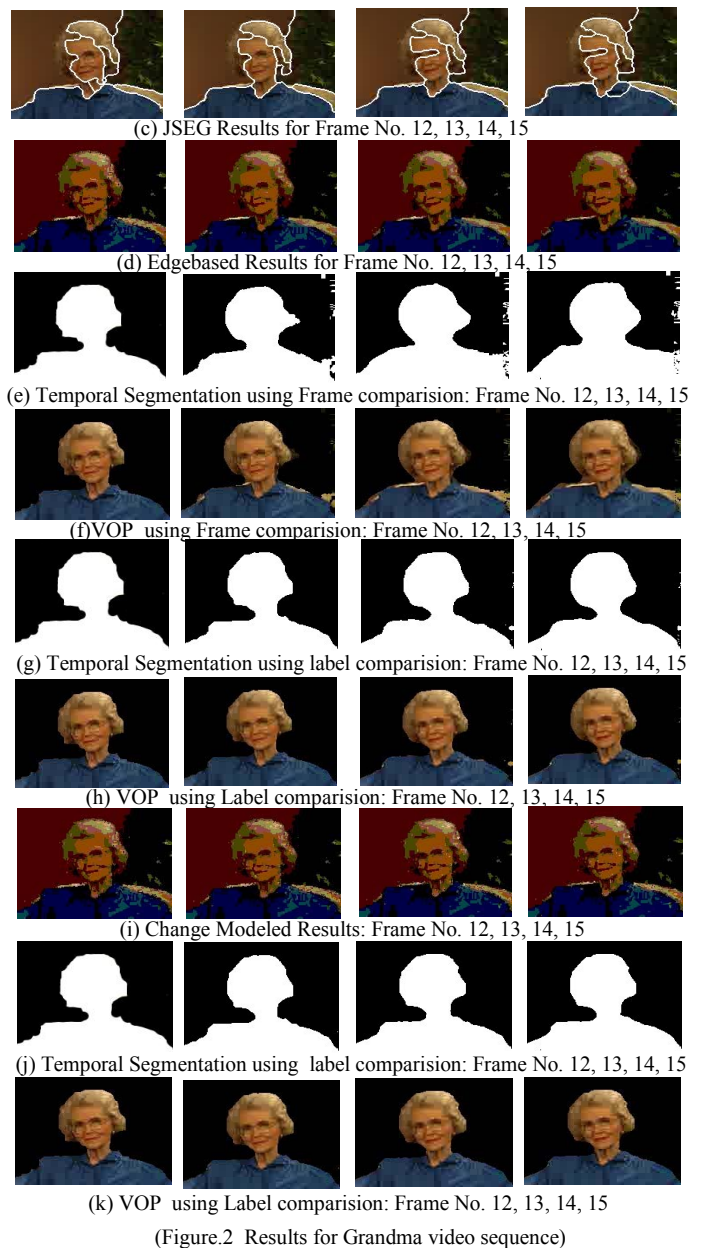 (c) JSEG Results for Frame No. 12, 13, 14, 15
(d) Edgebased Results for Frame No. 12, 13, 14, 15
(e) Temporal Segmentation using Frame comparision: Frame No. 12, 13, 14, 15
(f)VOP using Frame comparision: Frame No. 12, 13, 14, 15
(g) Temporal Segmentation using label comparision: Frame No. 12, 13, 14, 15
(h) VOP using Label comparision: Frame No. 12, 13, 14, 15
(i) Change Modeled Results: Frame No. 12, 13, 14, 15
(j) Temporal Segmentation using label comparision: Frame No. 12, 13, 14, 15
(k) VOP using Label comparision: Frame No. 12, 13, 14, 15
(Figure.2 Results for Grandma video sequence)